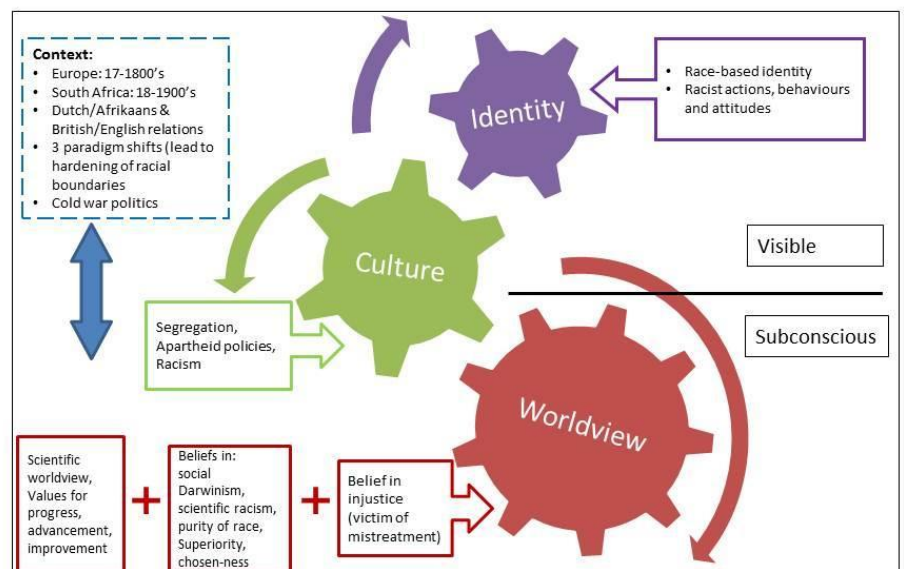 Context:
• Europe: 17-1800's
• South Africa: 18-1900's
• Dutch/Afrikaans &
British/English relations
• 3 paradigm shifts (lead to
hardening of racial
boundaries
• Cold war politics
Identity
• Race-based identity
• Racist actions, behaviours
and attitudes
Culture
Visible
Segregation,
Apartheid policies,
Racism
Subconscious
Worldview
Scientific
worldview,
Values for
progress,
advancement,
improvement
+
Beliefs in:
social
Darwinism,
scientific racism,
purity of race,
Superiority,
chosen-ness
+
Belief in
injustice
(victim of
mistreatment)